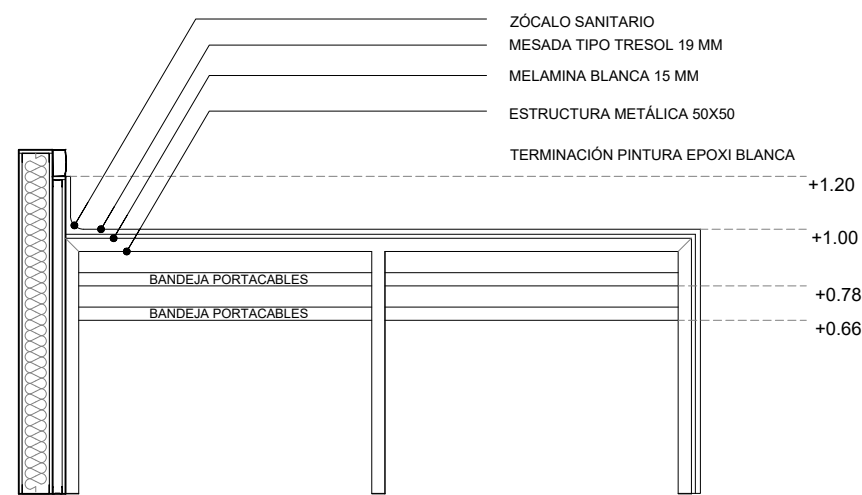 ZÓCALO SANITARIO
MESADA TIPO TRESOL 19 MM
MELAMINA BLANCA 15 MM
ESTRUCTURA METÁLICA 50X50
TERMINACIÓN PINTURA EPOXI BLANCA
+1.20
+1.00
BANDEJA PORTACABLES
+0.78
BANDEJA PORTACABLES
+0.66